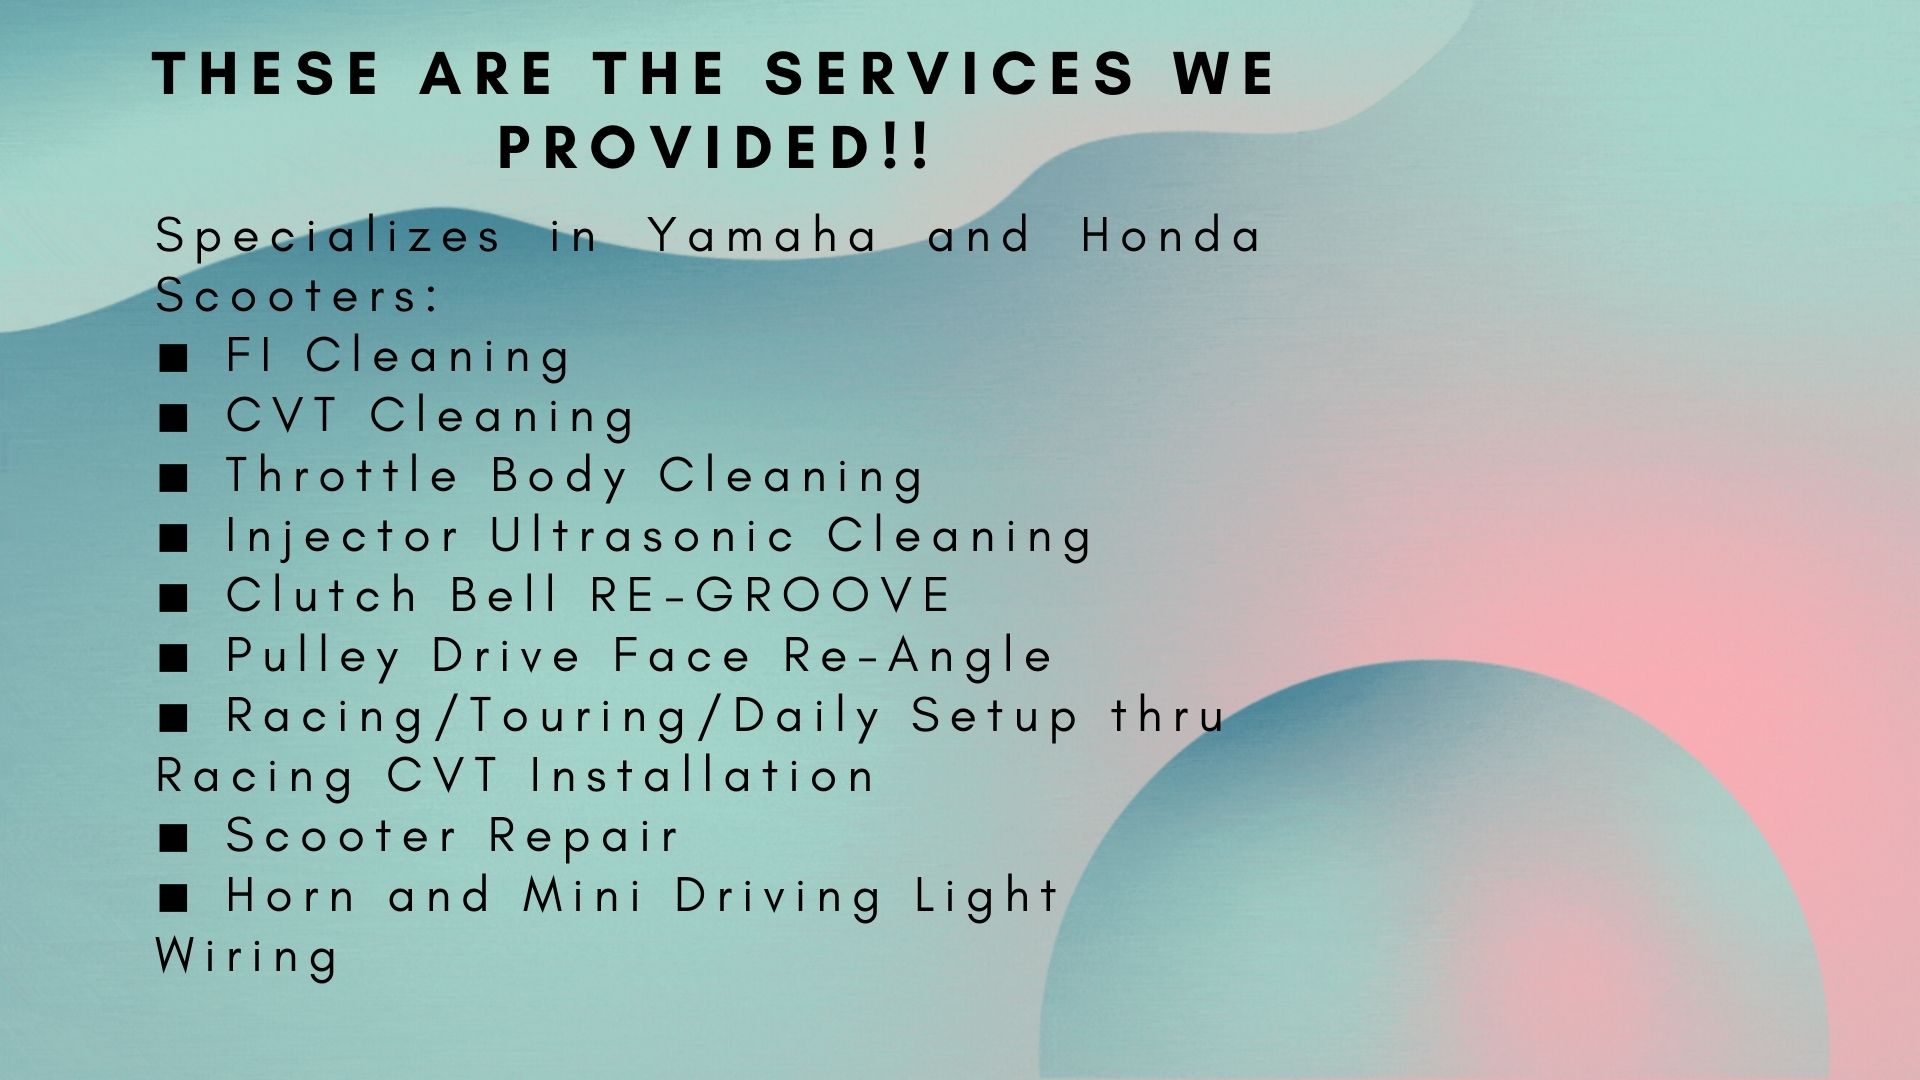 THESE ARE THE SERVICES WE
PROVIDED!!
Specializes in Yamaha and Honda
Scooters:
■ FI Cleaning
■ CVT Cleaning
■ Throttle Body Cleaning
■ Injector Ultrasonic Cleaning
■ Clutch Bell RE-GROOVE
■ Pulley Drive Face Re-Angle
■ Racing/Touring/Daily Setup thru
Racing CVT Installation
■ Scooter Repair
■ Horn and Mini Driving Light
Wiring